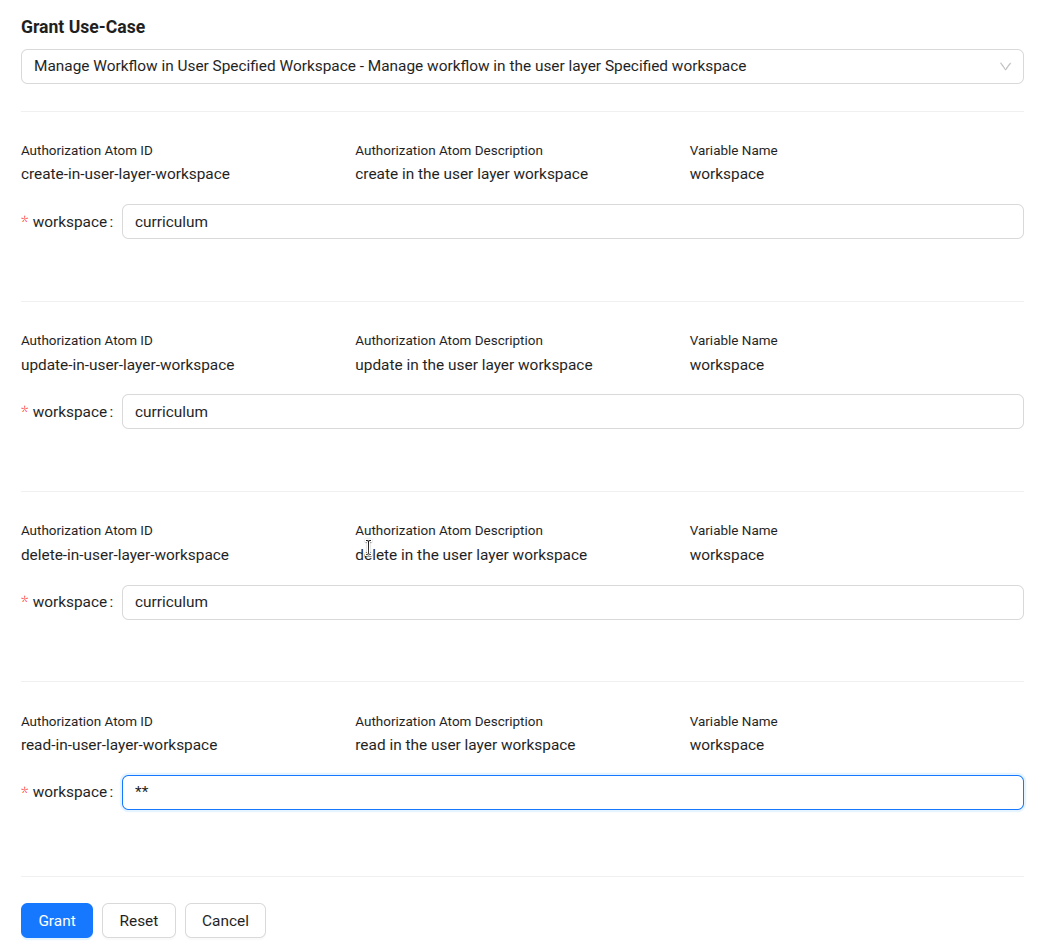 Grant Use-Case
Manage Workflow in User Specified Workspace - Manage workflow in the user layer Specified workspace
Authorization Atom ID Authorization Atom Description Variable Name
create-in-user-layer-workspace create in the user layer workspace workspace
* workspace: curriculum
Authorization Atom ID Authorization Atom Description Variable Name
update-in-user-layer-workspace update in the user layer workspace workspace
* workspace: curriculum
Authorization Atom ID Authorization Atom Description Variable Name
delete-in-user-layer-workspace delete in the user layer workspace workspace
* workspace: curriculum
Authorization Atom ID Authorization Atom Description Variable Name
read-in-user-layer-workspace read in the user layer workspace workspace
* workspace: **
Grant Reset Cancel